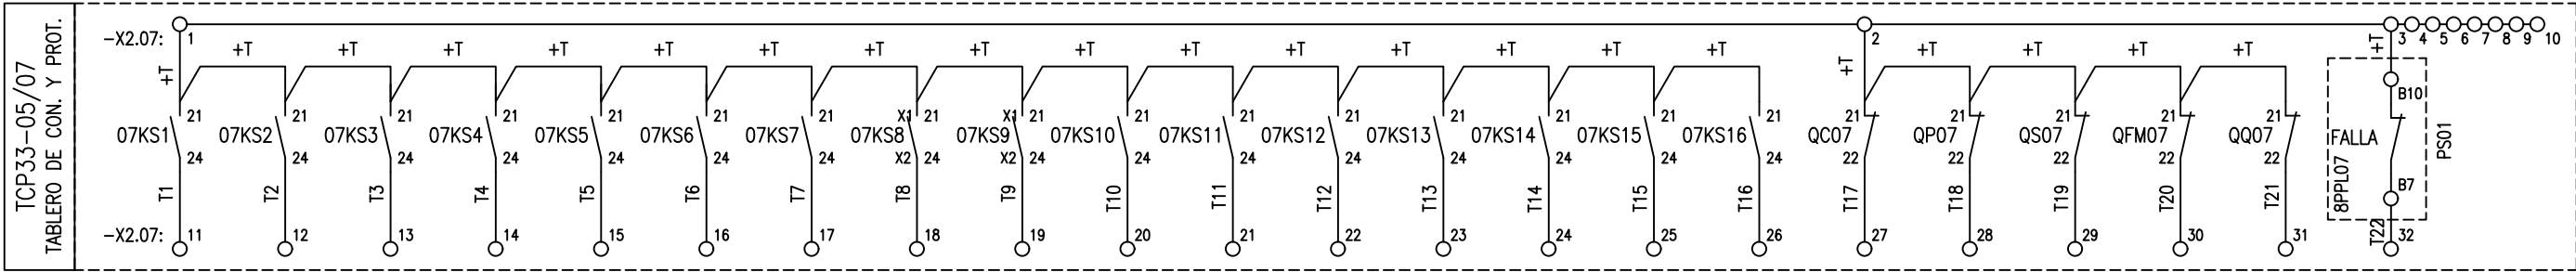 TCP33-05/07
TABLERO DE CON. Y PROT.
-X2.07: 1 2 3 4 5 6 7 8 9 10
+T +T +T +T +T +T +T +T +T +T +T +T +T +T +T +T +T +T +T +T
+T +T +T
21 21 21 21 21 21 21 X1 21 X1 21 21 21 21 21 21 21 21 21 21 21 21 21 B10
07KS1 07KS2 07KS3 07KS4 07KS5 07KS6 07KS7 07KS8 07KS9 07KS10 07KS11 07KS12 07KS13 07KS14 07KS15 07KS16 QC07 QP07 QS07 QFM07 QQ07 FALLA
24 24 24 24 24 24 24 X2 24 X2 24 24 24 24 24 24 24 24 22 22 22 22 22 B7
8PPL07
PS01
T1 T2 T3 T4 T5 T6 T7 T8 T9 T10 T11 T12 T13 T14 T15 T16 T17 T18 T19 T20 T21 T22
-X2.07: 11 12 13 14 15 16 17 18 19 20 21 22 23 24 25 26 27 28 29 30 31 32